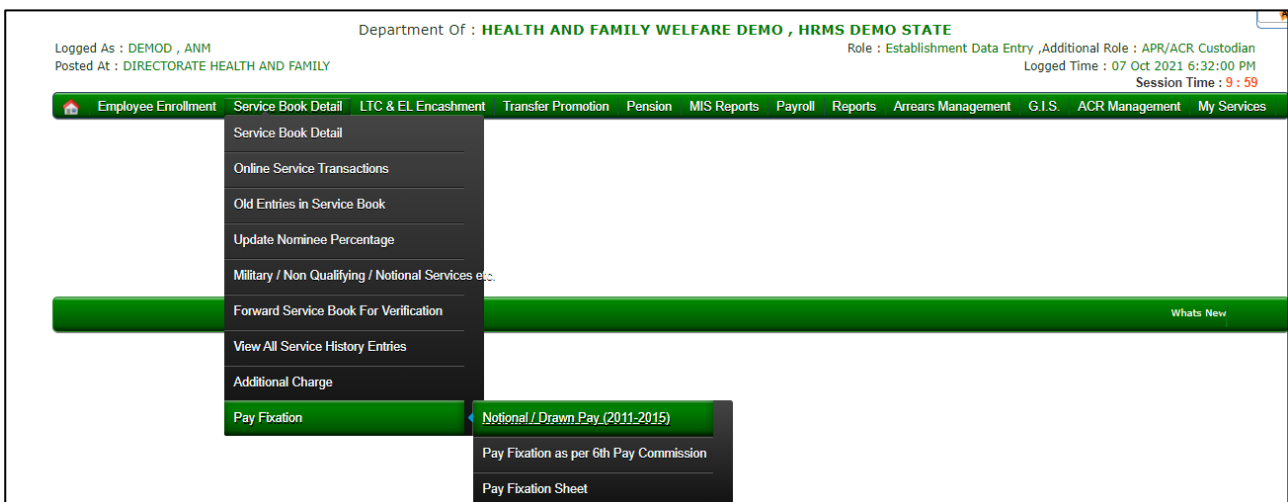 Department Of : HEALTH AND FAMILY WELFARE DEMO , HRMS DEMO STATE
Logged As : DEMOD , ANM
Role : Establishment Data Entry ,Additional Role : APR/ACR Custodian
Posted At : DIRECTORATE HEALTH AND FAMILY
Logged Time : 07 Oct 2021 6:32:00 PM
Session Time : 9 : 59
Employee Enrollment Service Book Detail LTC & EL Encashment Transfer Promotion Pension MIS Reports Payroll Reports Arrears Management G.I.S. ACR Management My Services
Service Book Detail
Online Service Transactions
Old Entries in Service Book
Update Nominee Percentage
Military / Non Qualifying / Notional Services etc.
Forward Service Book For Verification
Whats New
View All Service History Entries
Additional Charge
Pay Fixation
Notional / Drawn Pay (2011-2015)
Pay Fixation as per 6th Pay Commission
Pay Fixation Sheet